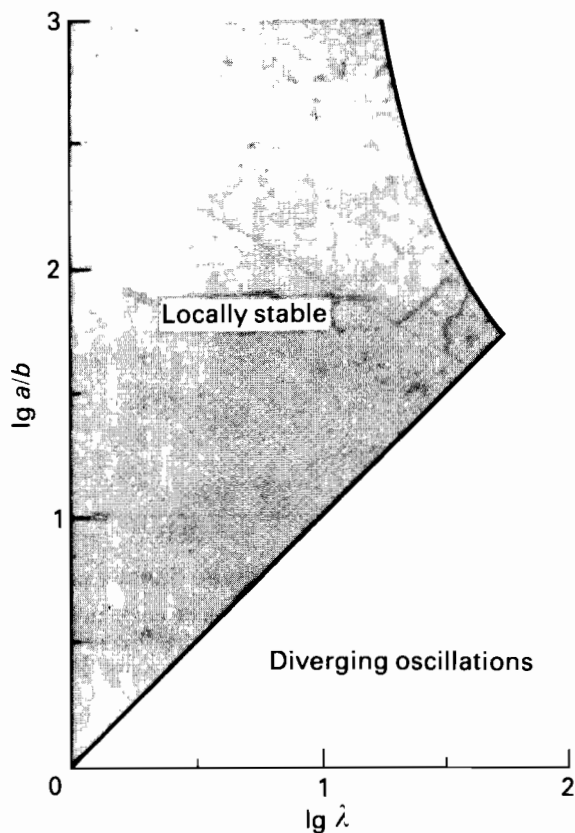 3
2
Locally stable
lg a/b
1
Diverging oscillations
0
1
2
lg λ